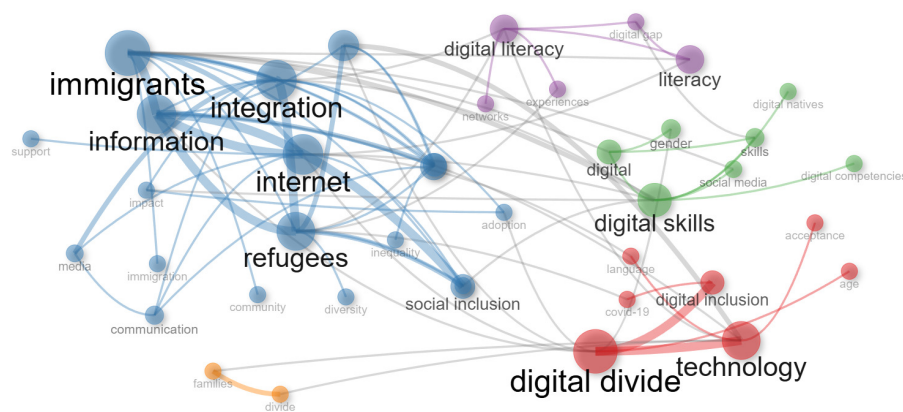 digital literacy
digital gap
immigrants
literacy
integration
digital natives
networks
experiences
information
support
gender
skills
internet
digital
social media
digital competencies
impact
adoption
digital skills
refugees
inequality
acceptance
media
immigration
language
age
community
diversity
social inclusion
covid-19
digital inclusion
communication
digital divide
technology
families
divide